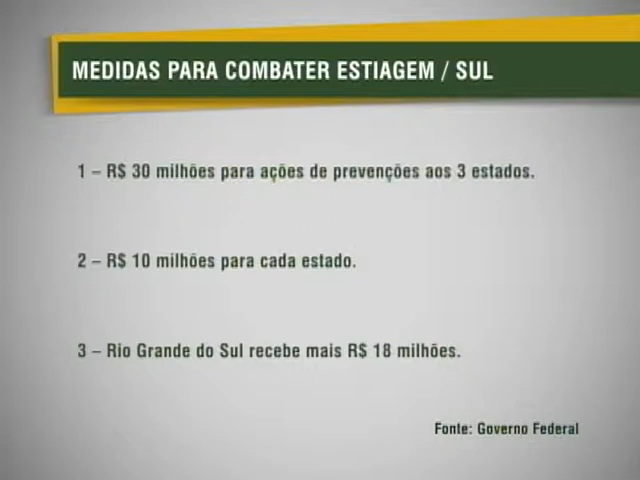 MEDIDAS PARA COMBATER ESTIAGEM / SUL
1 – R$ 30 milhões para ações de prevenções aos 3 estados.
2 – R$ 10 milhões para cada estado.
3 – Rio Grande do Sul recebe mais R$ 18 milhões.
Fonte: Governo Federal